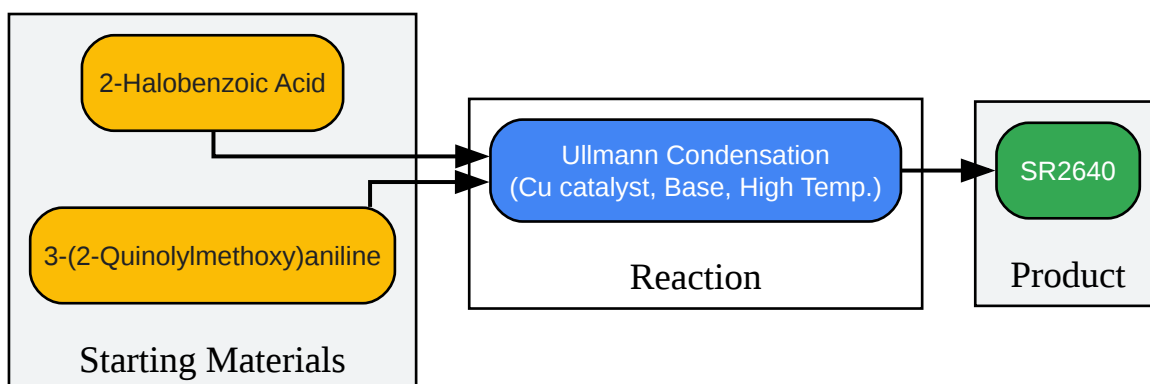 2-Halobenzoic Acid
3-(2-Quinolylmethoxy)aniline
Starting Materials
Ullmann Condensation
(Cu catalyst, Base, High Temp.)
Reaction
SR2640
Product